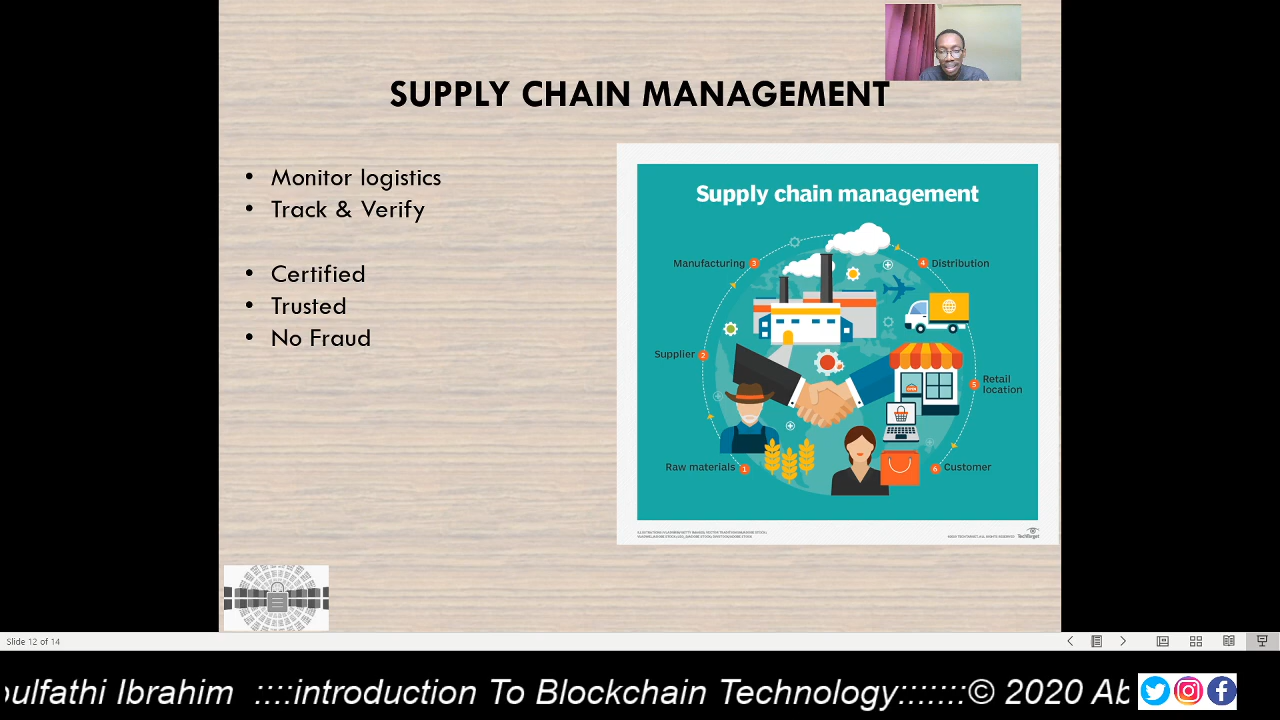 SUPPLY CHAIN MANAGEMENT
• Monitor logistics
• Track & Verify
• Certified
• Trusted
• No Fraud
Supply chain management
Manufacturing 3
4 Distribution
Supplier 2
5 Retail
location
Raw materials 1
6 Customer
TechTarget
Slide 12 of 14
oulfathi Ibrahim ::::introduction To Blockchain Technology:::::::© 2020 Ab